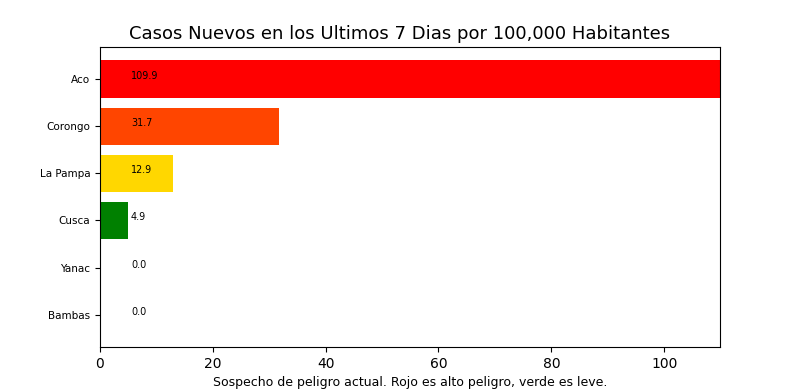 Casos Nuevos en los Ultimos 7 Dias por 100,000 Habitantes
Aco 109.9
Corongo 31.7
La Pampa 12.9
Cusca 4.9
Yanac 0.0
Bambas 0.0
0 20 40 60 80 100
Sospecho de peligro actual. Rojo es alto peligro, verde es leve.